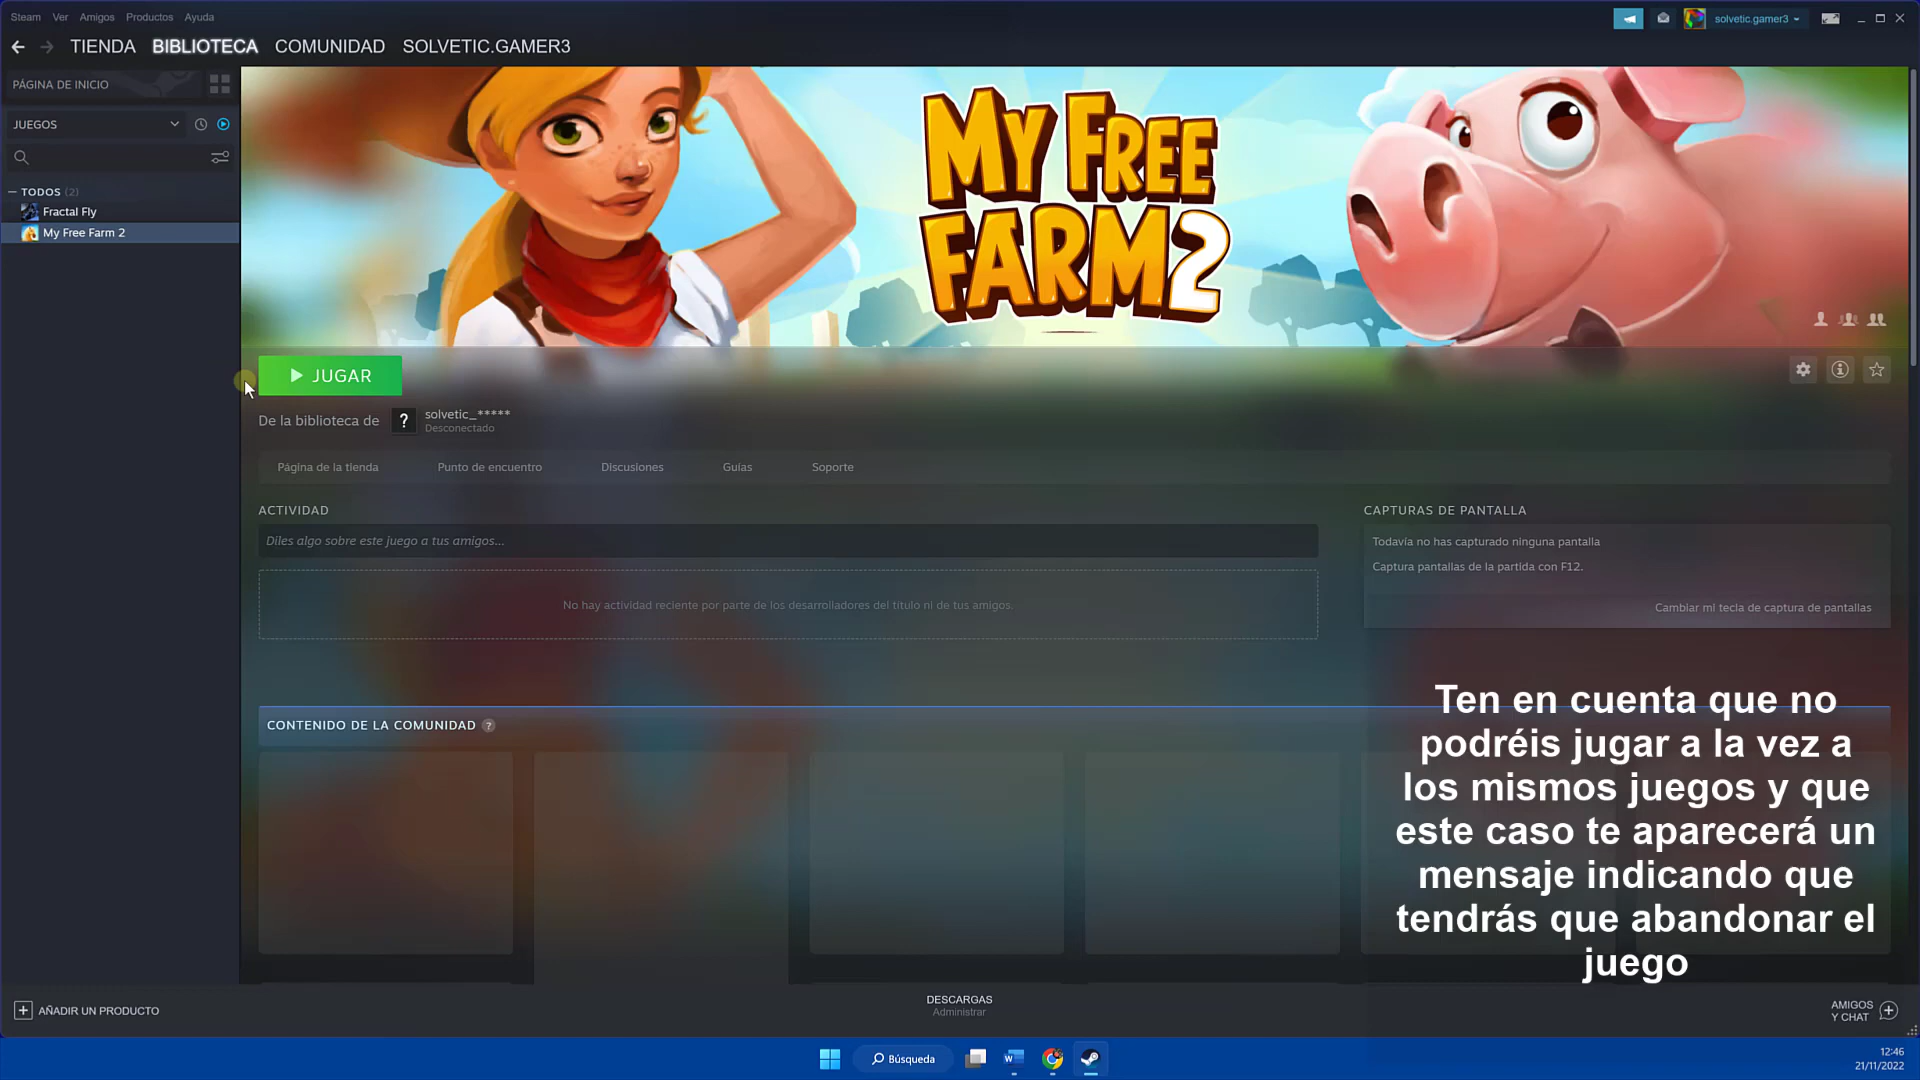 Steam Ver Amigos Productos Ayuda
solvetic.gamer3
TIENDA BIBLIOTECA COMUNIDAD SOLVETIC.GAMER3
PÁGINA DE INICIO
JUEGOS
TODOS (2)
Fractal Fly
My Free Farm 2
MY FREE
FARM 2
JUGAR
De la biblioteca de
?
solvetic_*****
Desconectado
Página de la tienda Punto de encuentro Discusiones Guías Soporte
ACTIVIDAD
Diles algo sobre este juego a tus amigos...
No hay actividad reciente por parte de los desarrolladores del título ni de tus amigos.
CAPTURAS DE PANTALLA
Todavía no has capturado ninguna pantalla
Captura pantallas de la partida con F12.
Cambiar mi tecla de captura de pantallas
CONTENIDO DE LA COMUNIDAD ?
Ten en cuenta que no
podréis jugar a la vez a
los mismos juegos y que
este caso te aparecerá un
mensaje indicando que
tendrás que abandonar el
juego
AÑADIR UN PRODUCTO
DESCARGAS
Administrar
AMIGOS
Y CHAT
Búsqueda
12:46
21/11/2022